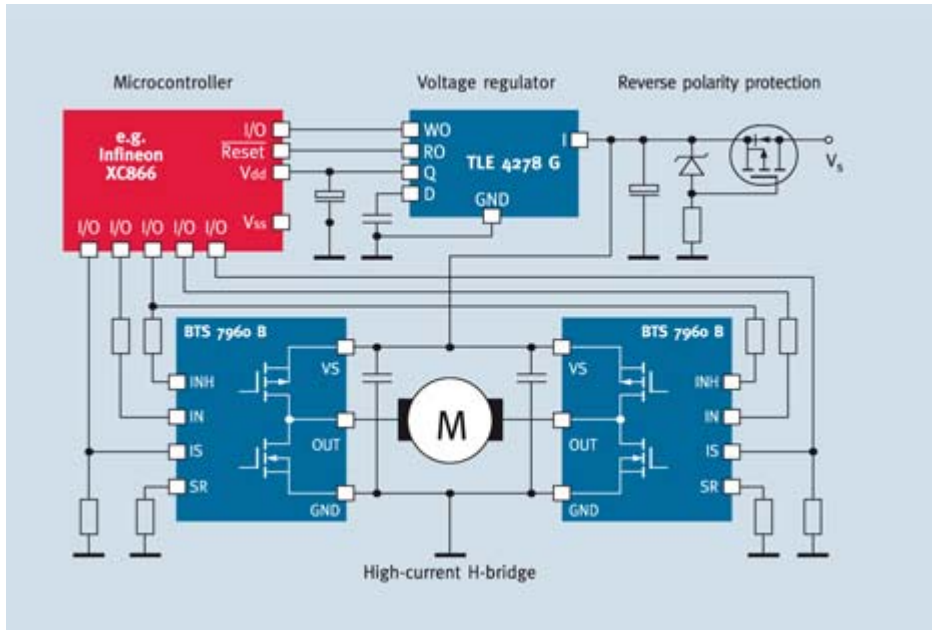 Microcontroller
Voltage regulator
Reverse polarity protection
e.g.
Infineon
XC866
I/O
Reset
Vdd
Vss
I/O I/O I/O I/O I/O
WO
RO
Q
D
TLE 4278 G
I
GND
Vs
BTS 7960 B
VS
INH
IN
IS
SR
OUT
GND
M
BTS 7960 B
VS
INH
IN
IS
SR
OUT
GND
High-current H-bridge